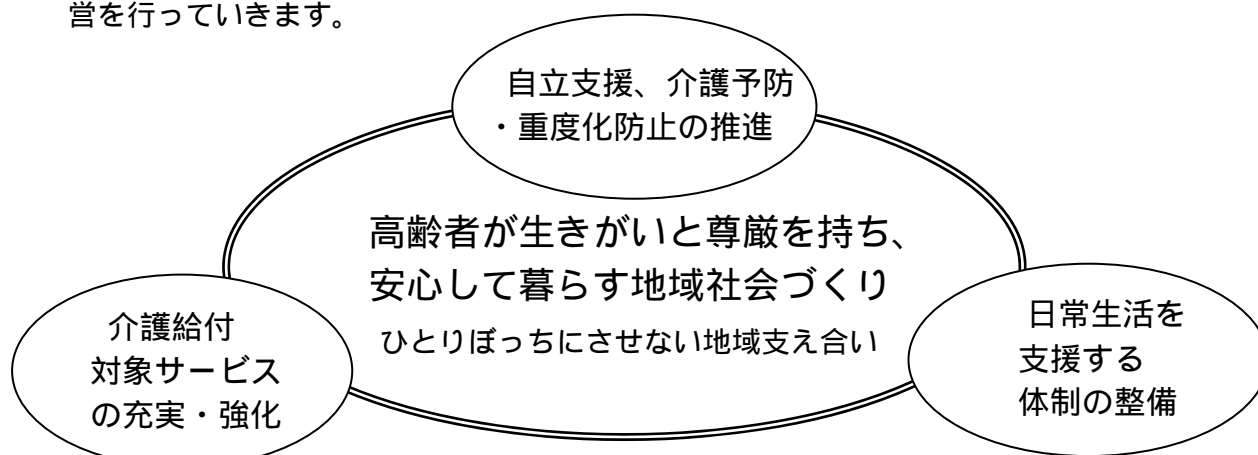 営を行っていきます。
自立支援、介護予防
・重度化防止の推進
高齢者が生きがいと尊厳を持ち、
安心して暮らす地域社会づくり
ひとりぼっちにさせない地域支え合い
介護給付
対象サービス
の充実・強化
日常生活を
支援する
体制の整備